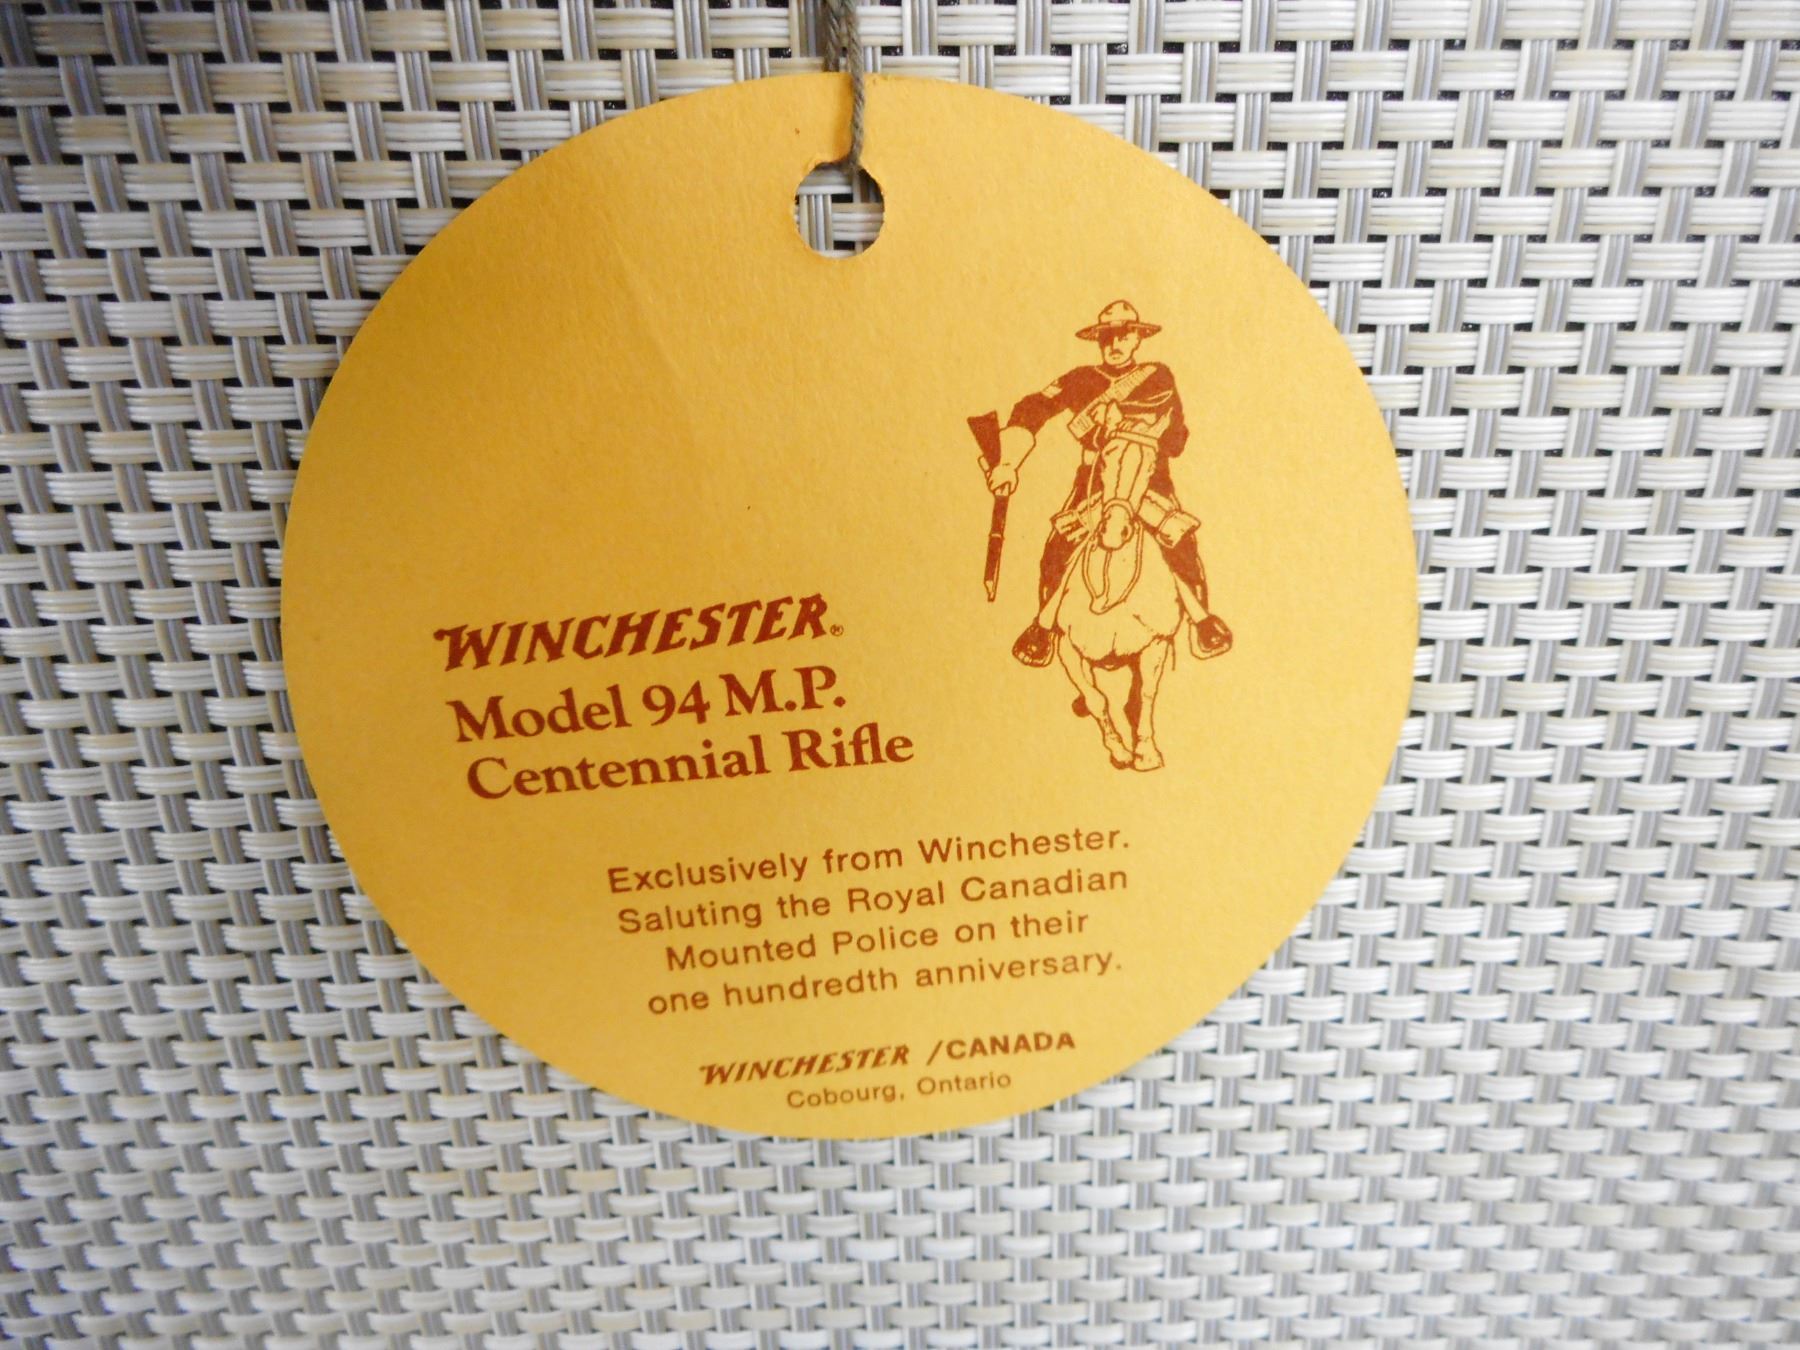 WINCHESTER®
Model 94 M.P.
Centennial Rifle
Exclusively from Winchester.
Saluting the Royal Canadian
Mounted Police on their
one hundredth anniversary.
WINCHESTER /CANADA
Cobourg, Ontario